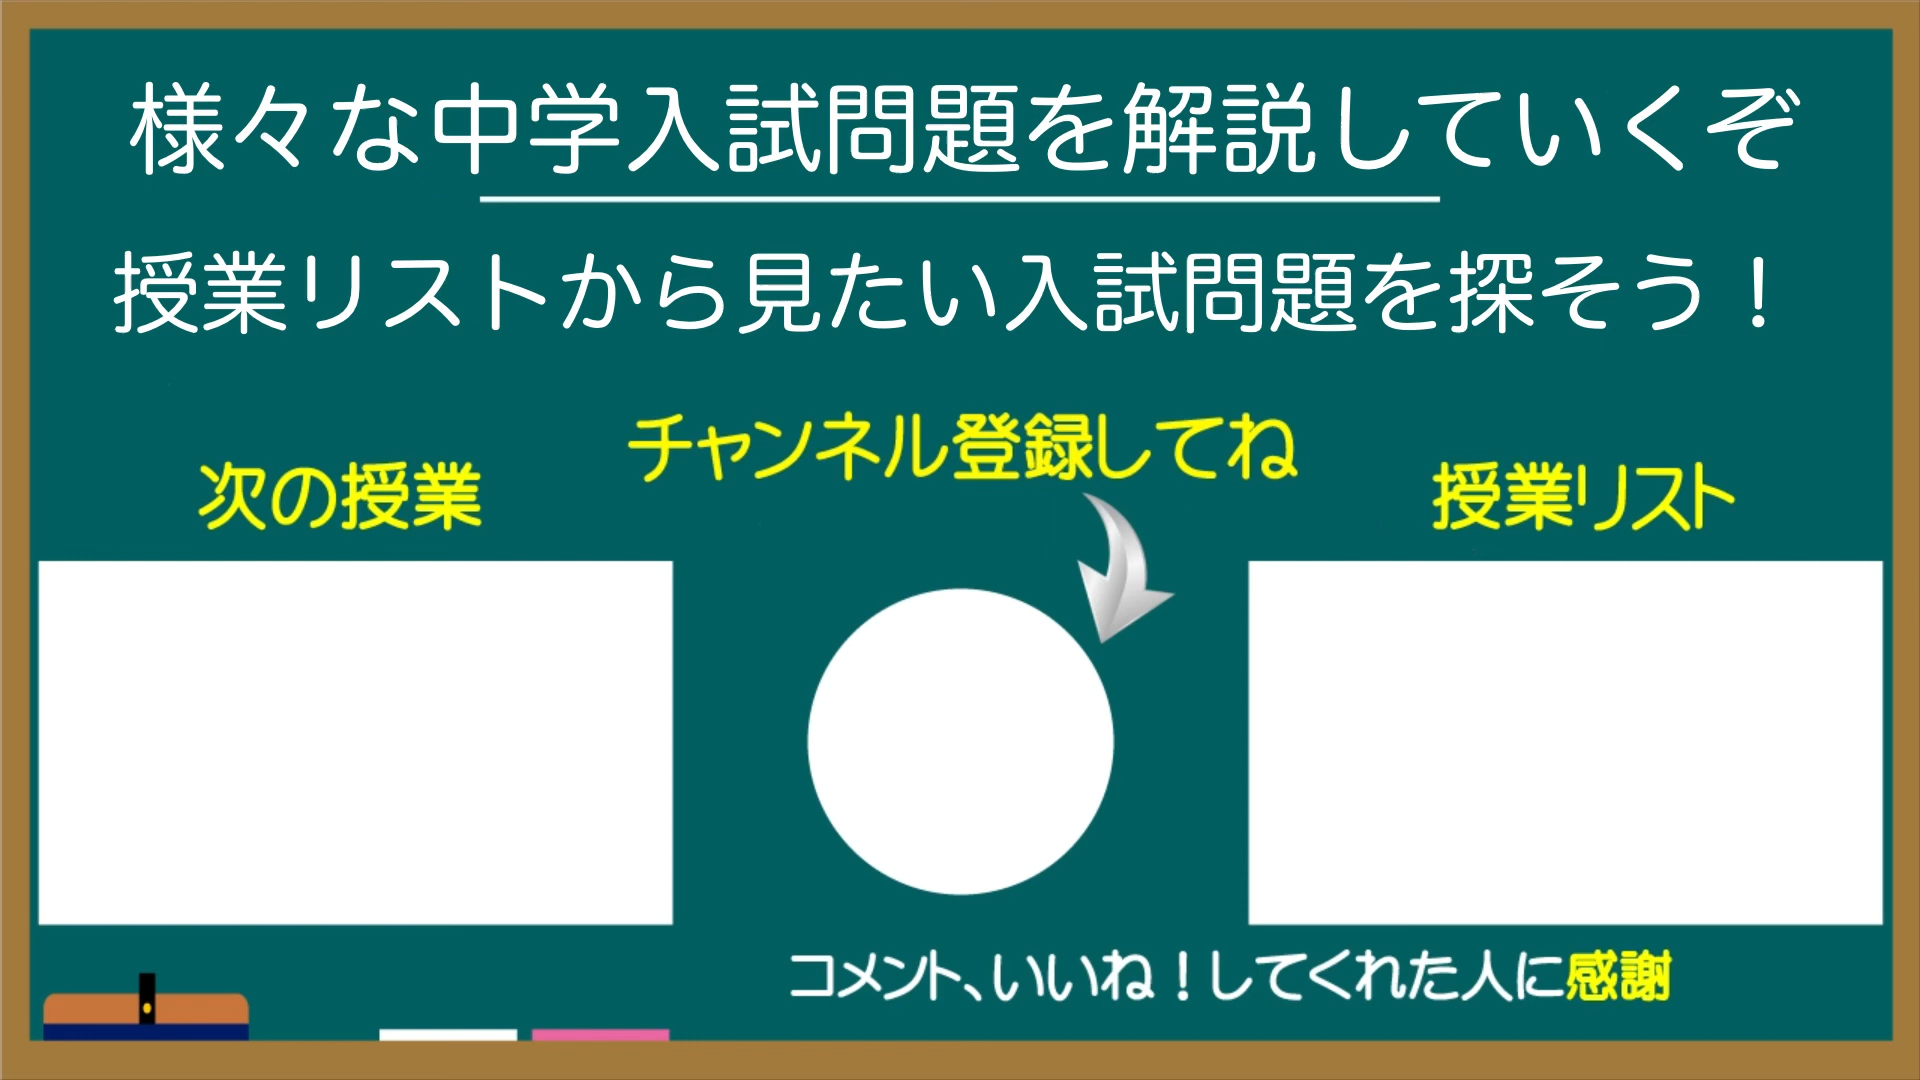 様々な中学入試問題を解説していくぞ
授業リストから見たい入試問題を探そう！
チャンネル登録してね
次の授業
授業リスト
コメント、いいね！してくれた人に感謝